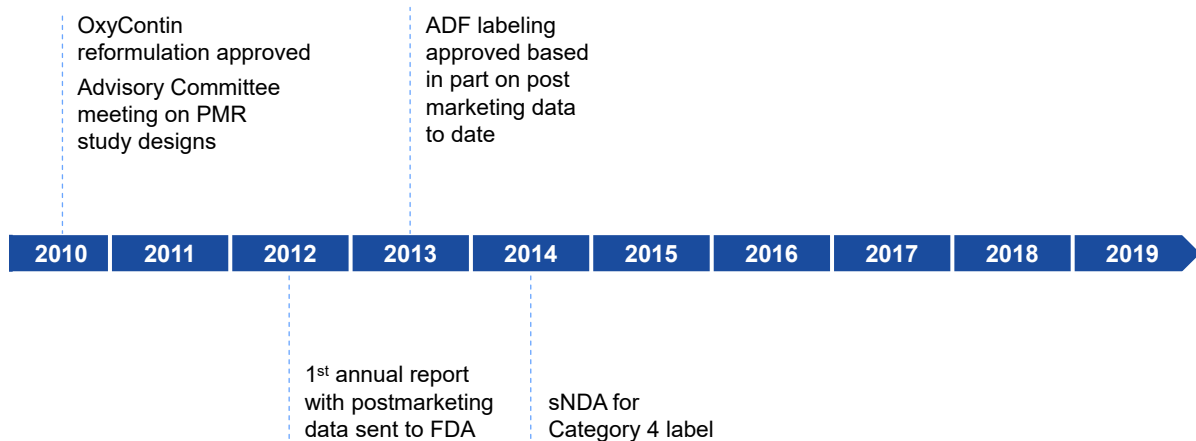 OxyContin
reformulation approved
Advisory Committee
meeting on PMR
study designs
ADF labeling
approved based
in part on post
marketing data
to date
2010 2011 2012 2013 2014 2015 2016 2017 2018 2019
1st annual report
with postmarketing
data sent to FDA
sNDA for
Category 4 label